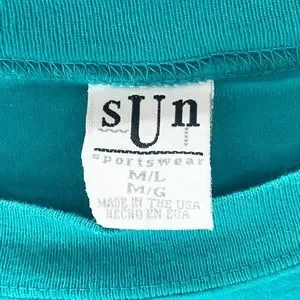 sUn
sportswear
M/L
M/G
MADE IN THE USA
HECHO EN EUA